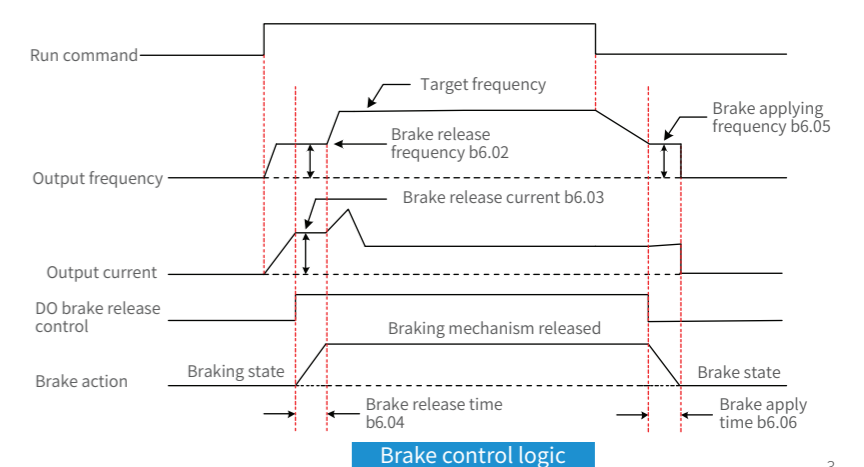 Run command
Target frequency
Brake applying
frequency b6.05
Brake release
frequency b6.02
Output frequency
Brake release current b6.03
Output current
DO brake release
control
Braking mechanism released
Braking state
Brake state
Brake action
Brake release time
b6.04
Brake apply
time b6.06
Brake control logic